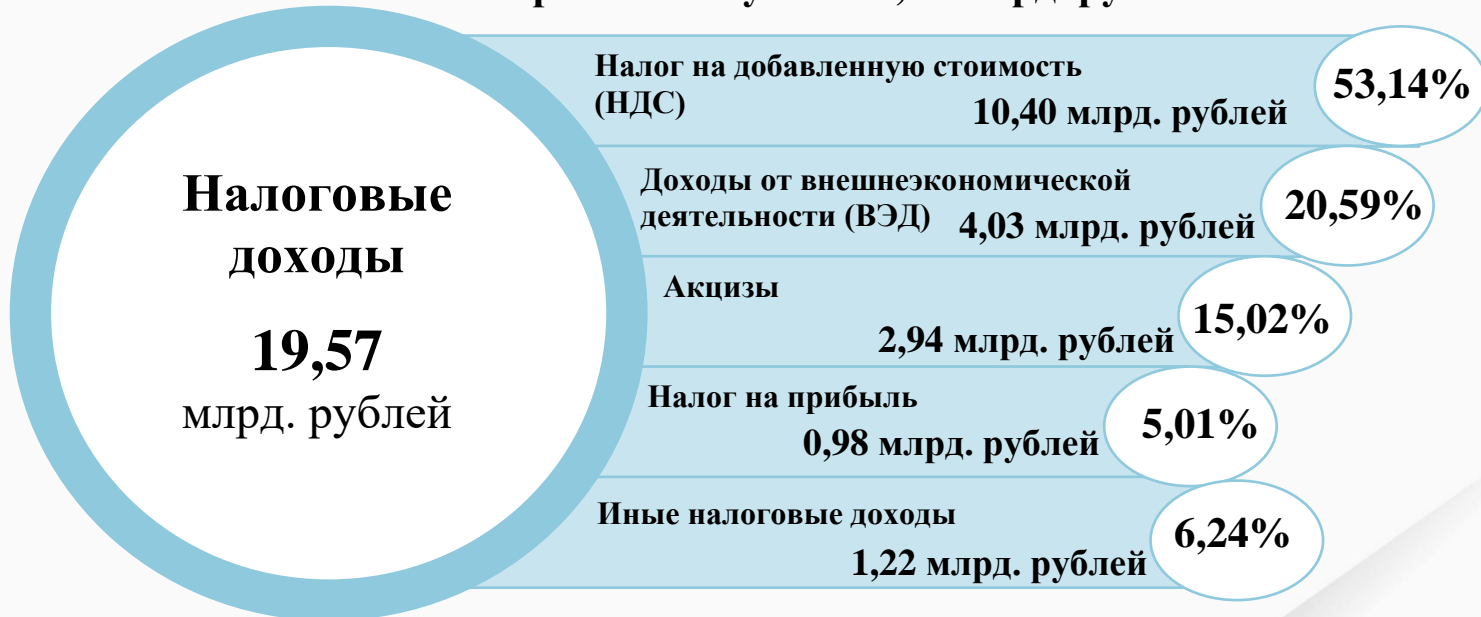 Налоговые
доходы
19,57
млрд. рублей
Налог на добавленную стоимость
(НДС)
10,40 млрд. рублей
53,14%
Доходы от внешнеэкономической
деятельности (ВЭД)
4,03 млрд. рублей
20,59%
Акцизы
2,94 млрд. рублей
15,02%
Налог на прибыль
0,98 млрд. рублей
5,01%
Иные налоговые доходы
1,22 млрд. рублей
6,24%